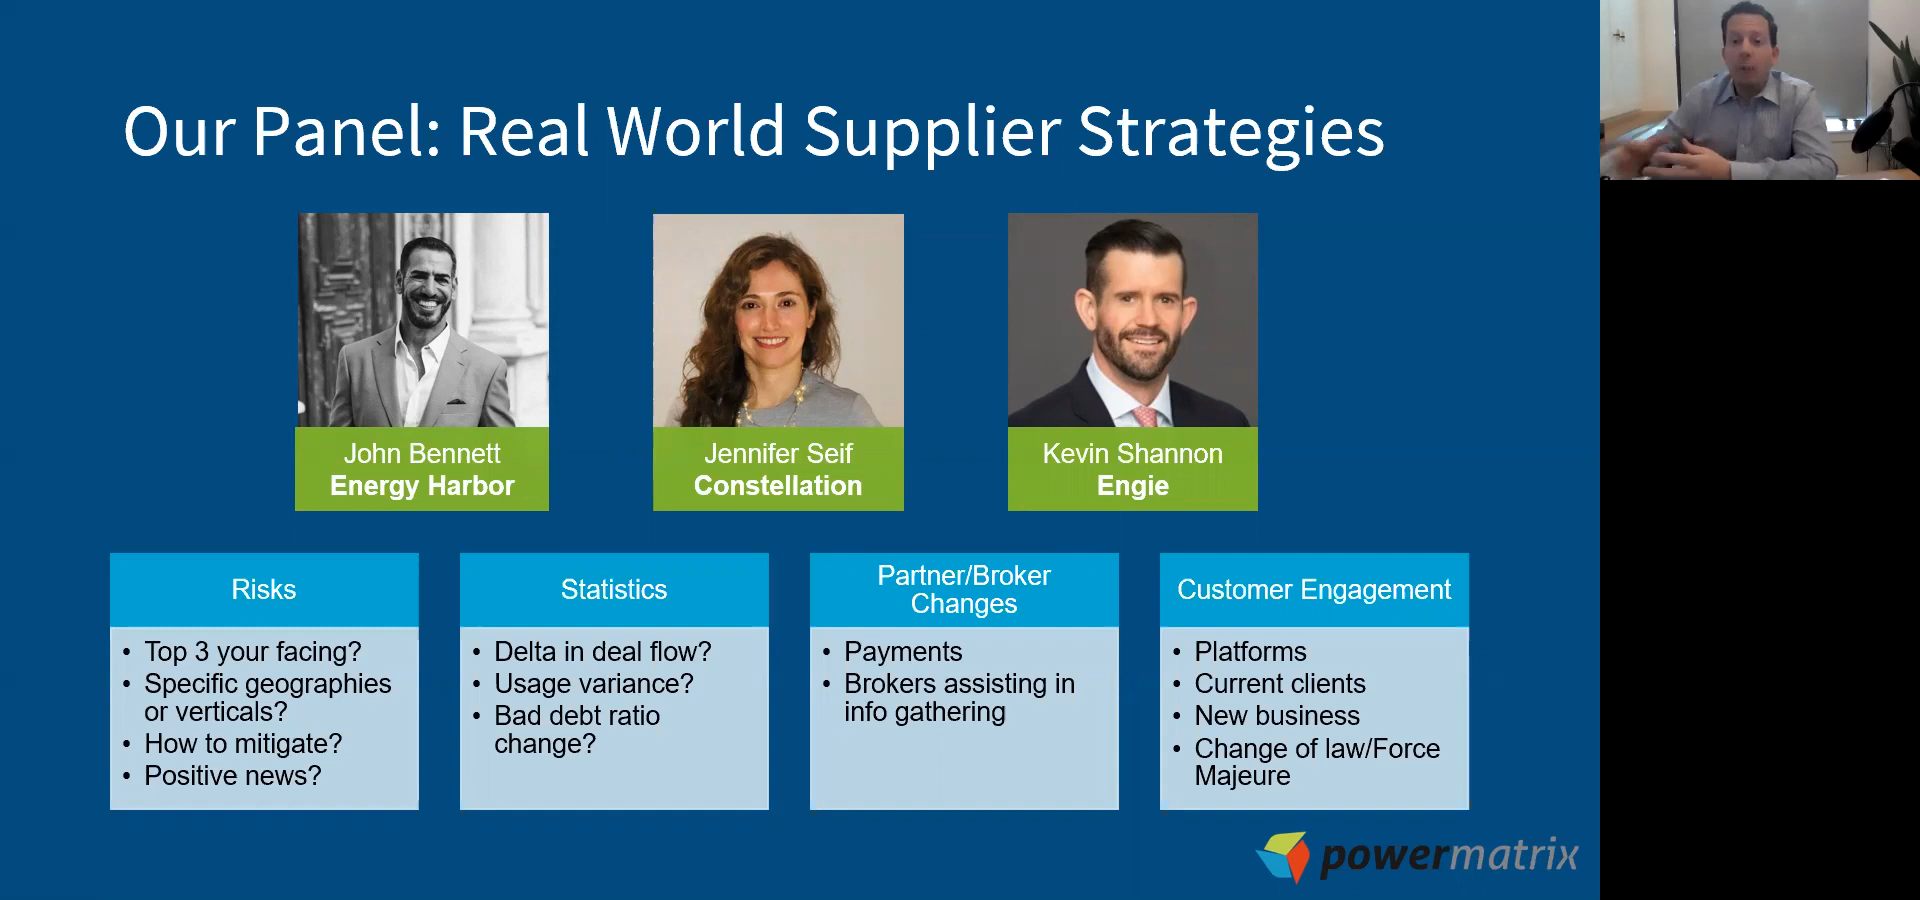 Our Panel: Real World Supplier Strategies
John Bennett
Energy Harbor
Jennifer Seif
Constellation
Kevin Shannon
Engie
Risks
• Top 3 your facing?
• Specific geographies
or verticals?
• How to mitigate?
• Positive news?
Statistics
• Delta in deal flow?
• Usage variance?
• Bad debt ratio
change?
Partner/Broker
Changes
• Payments
• Brokers assisting in
info gathering
Customer Engagement
• Platforms
• Current clients
• New business
• Change of law/Force
Majeure
powermatrix